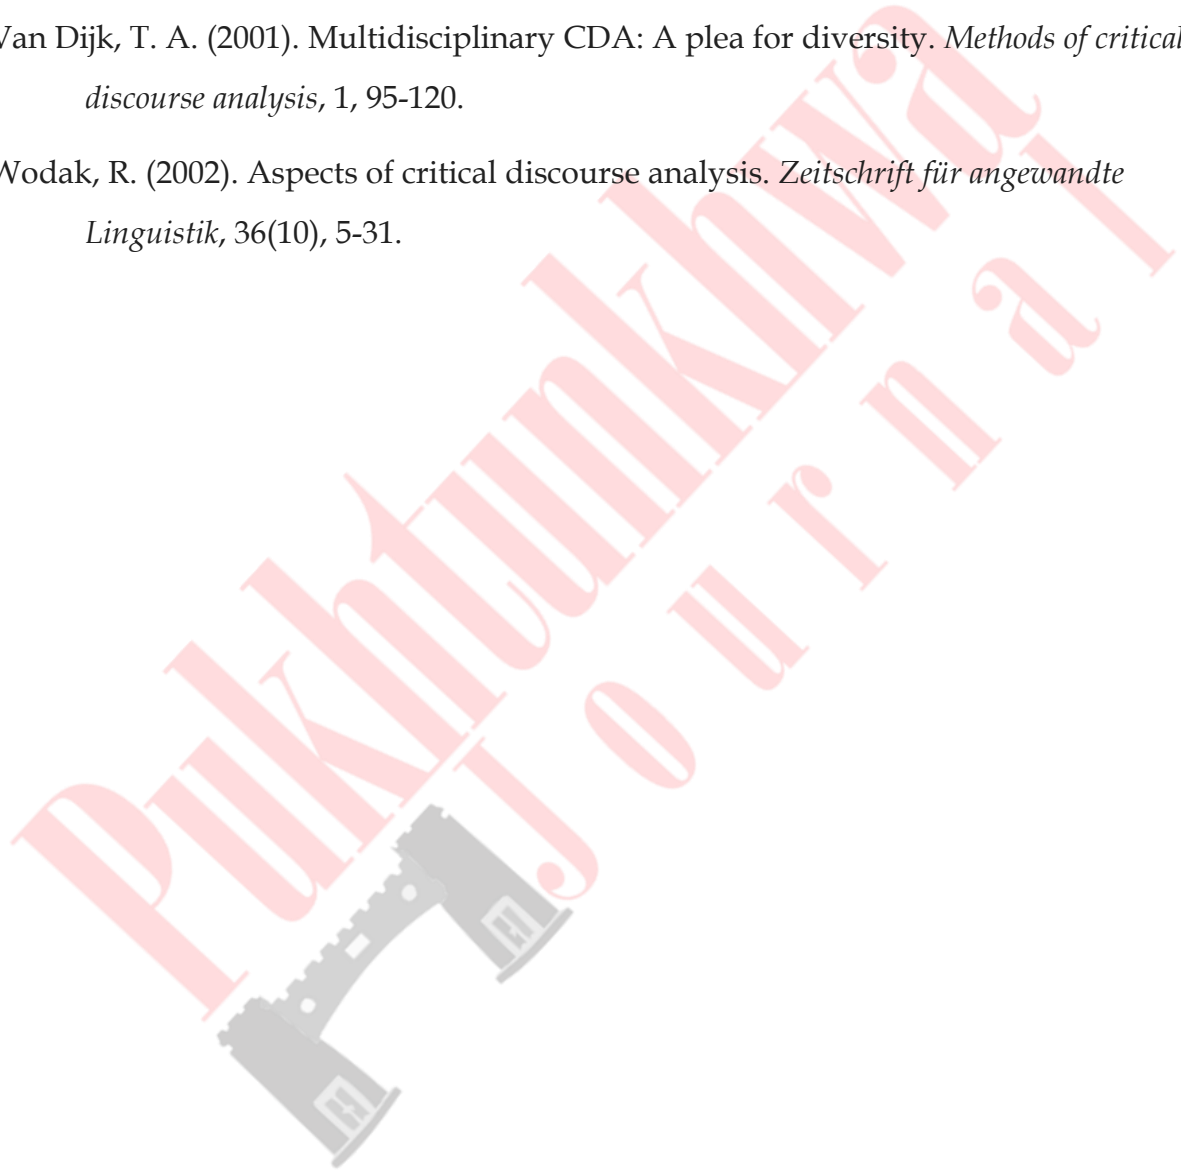 Van Dijk, T. A. (2001). Multidisciplinary CDA: A plea for diversity. Methods of critical
discourse analysis, 1, 95-120.
Wodak, R. (2002). Aspects of critical discourse analysis. Zeitschrift für angewandte
Linguistik, 36(10), 5-31.
Pukhtunkhwa
Journal